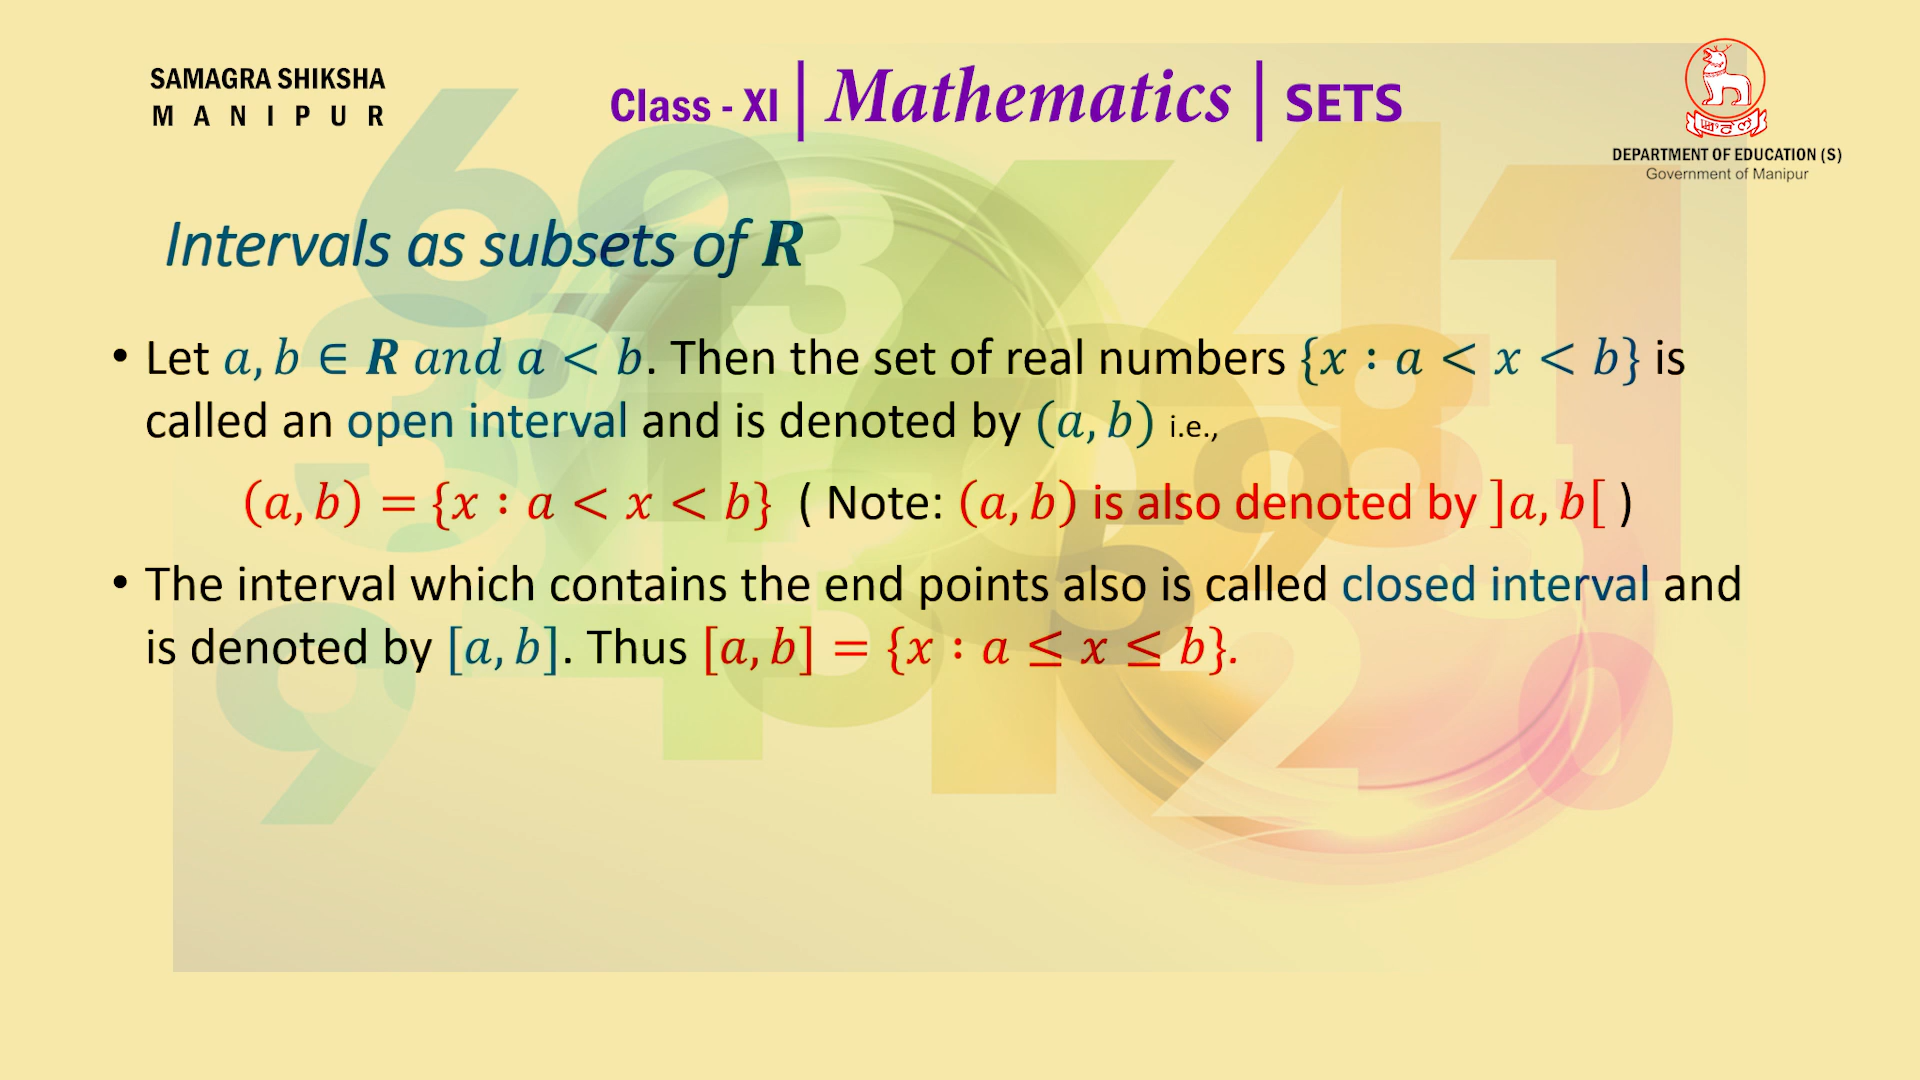 SAMAGRA SHIKSHA
MANIPUR
Class - XI | Mathematics | SETS
DEPARTMENT OF EDUCATION (S)
Government of Manipur
Intervals as subsets of R
• Let a, b ∈ R and a < b. Then the set of real numbers {x : a < x < b} is
called an open interval and is denoted by (a, b) i.e.,
(a, b) = {x : a < x < b} ( Note: (a, b) is also denoted by ]a, b[ )
• The interval which contains the end points also is called closed interval and
is denoted by [a, b]. Thus [a, b] = {x : a ≤ x ≤ b}.